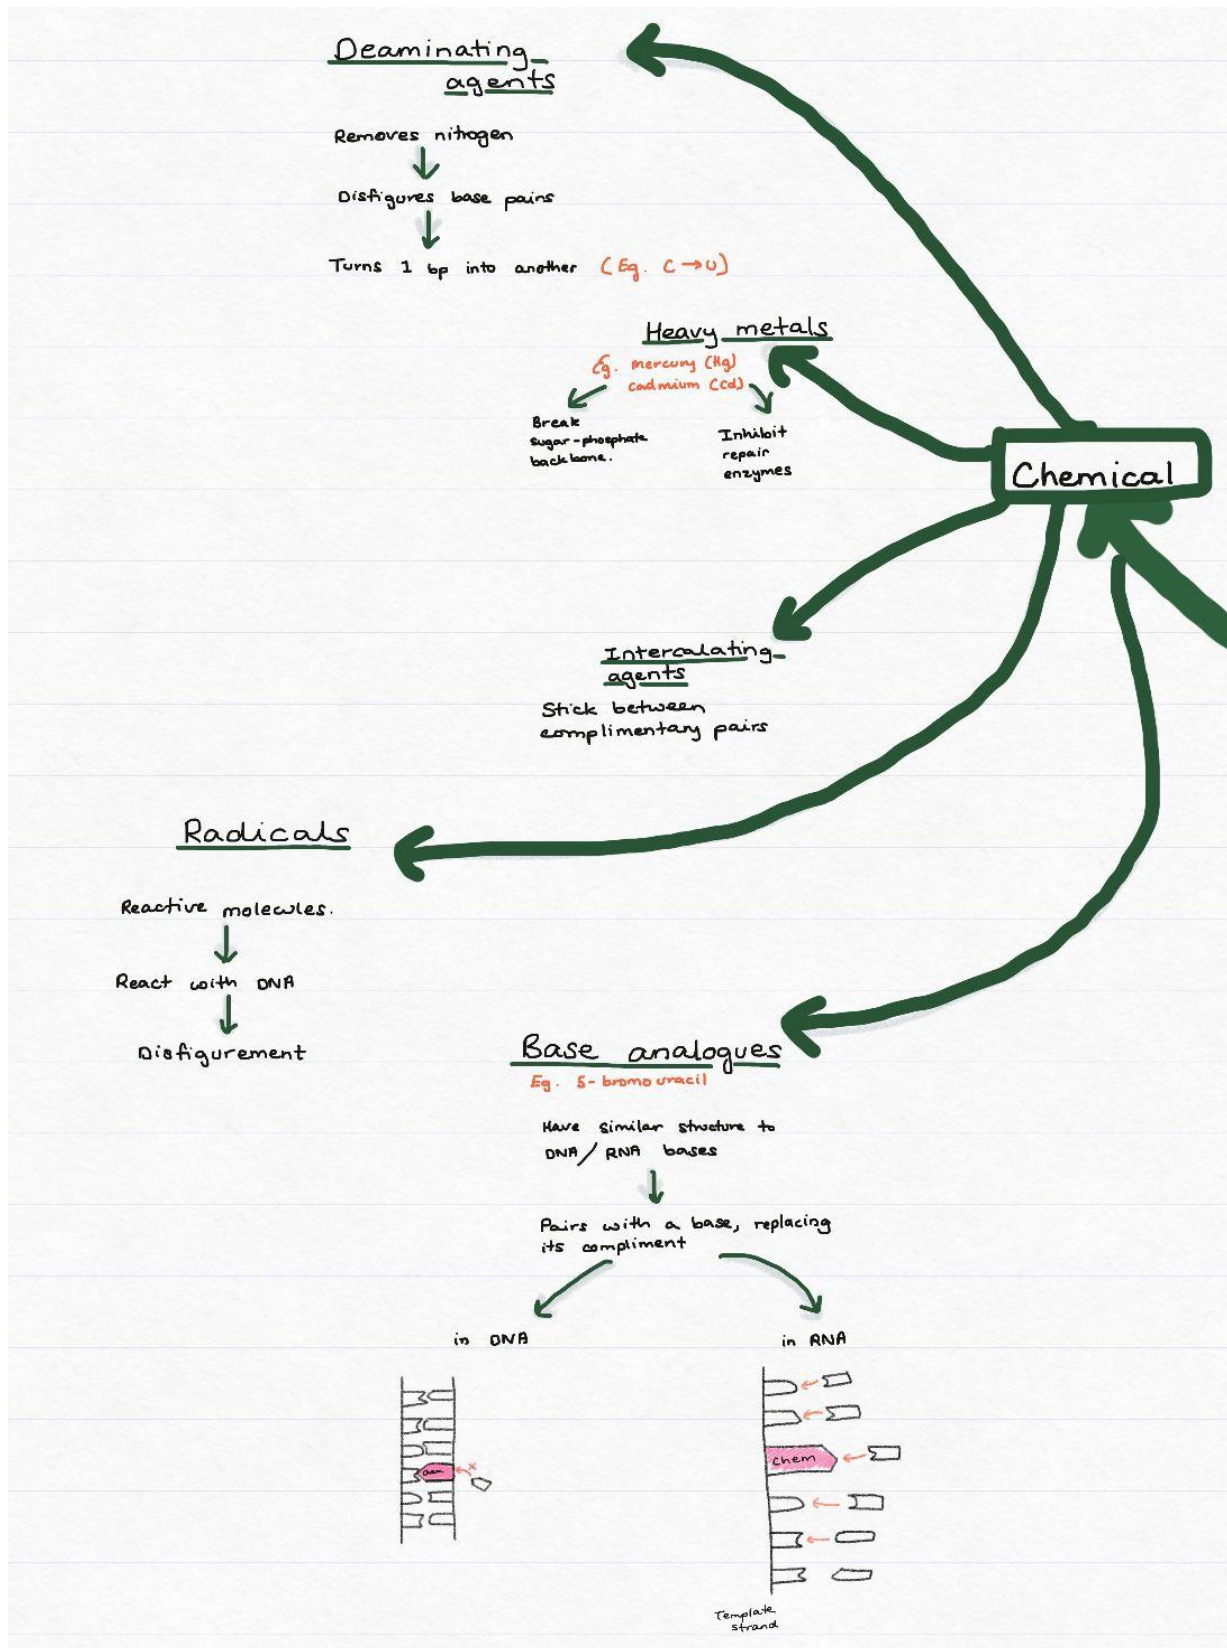 Deaminating
agents
Removes nitrogen
Disfigures base pairs
Turns 1 bp into another (Eg. C→U)
Heavy metals
Eg. mercury (Hg)
cadmium (Cd)
Break
sugar-phosphate
backbone.
Inhibit
repair
enzymes
Chemical
Intercalating
agents
Stick between
complimentary pairs
Radicals
Reactive molecules.
React with DNA
Disfigurement
Base analogues
Eg. 5-bromouracil
Have similar structure to
DNA/RNA bases
Pairs with a base, replacing
its compliment
in DNA
in RNA
chem
chem
Template
strand